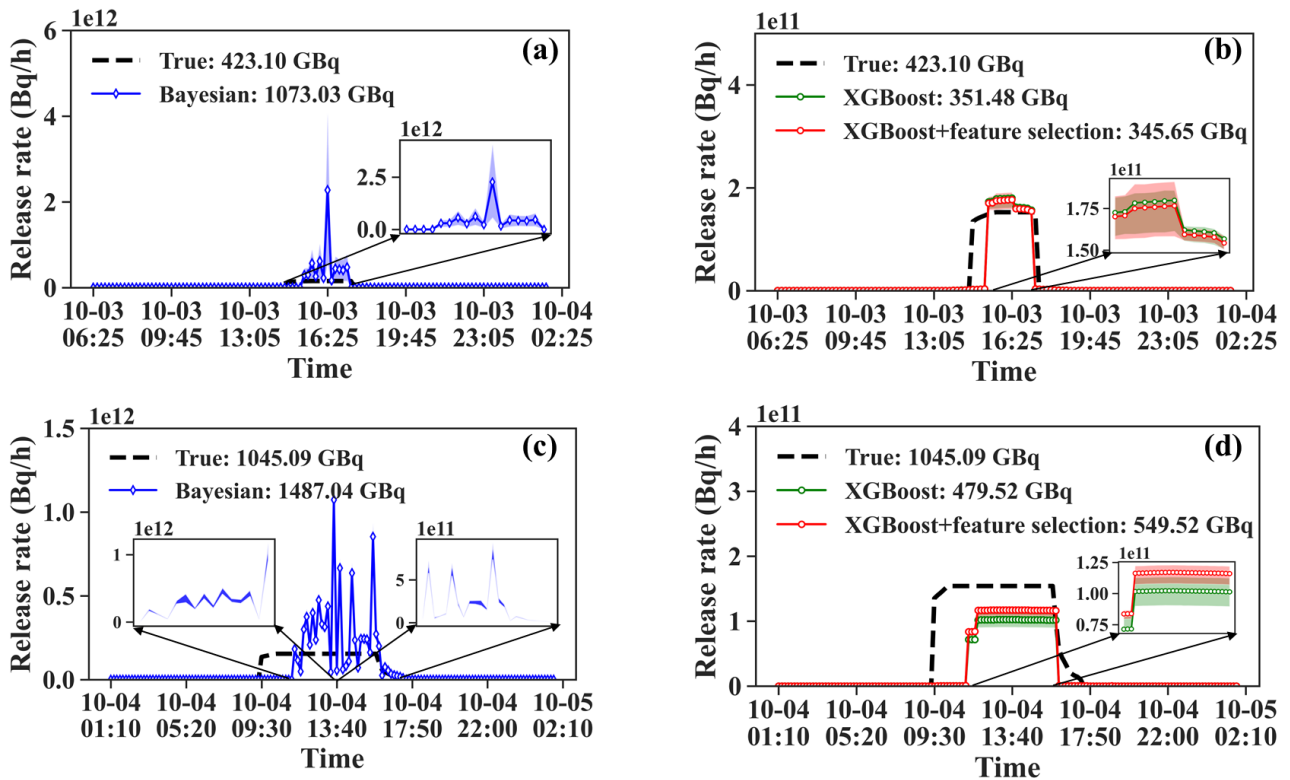 1e12
(a)
6
4
2
0
Release rate (Bq/h)
True: 423.10 GBq
Bayesian: 1073.03 GBq
1e12
2.5
0.0
10-03 10-03 10-03 10-03 10-03 10-03 10-04
06:25 09:45 13:05 16:25 19:45 23:05 02:25
Time
1e11
(b)
4
2
0
Release rate (Bq/h)
True: 423.10 GBq
XGBoost: 351.48 GBq
XGBoost+feature selection: 345.65 GBq
1e11
1.75
1.50
10-03 10-03 10-03 10-03 10-03 10-03 10-04
06:25 09:45 13:05 16:25 19:45 23:05 02:25
Time
1e12
(c)
1.5
1.0
0.5
0.0
Release rate (Bq/h)
True: 1045.09 GBq
Bayesian: 1487.04 GBq
1e12
1
0
1e11
5
0
10-04 10-04 10-04 10-04 10-04 10-04 10-05
01:10 05:20 09:30 13:40 17:50 22:00 02:10
Time
1e11
(d)
4
3
2
1
0
Release rate (Bq/h)
True: 1045.09 GBq
XGBoost: 479.52 GBq
XGBoost+feature selection: 549.52 GBq
1e11
1.25
1.00
0.75
10-04 10-04 10-04 10-04 10-04 10-04 10-05
01:10 05:20 09:30 13:40 17:50 22:00 02:10
Time